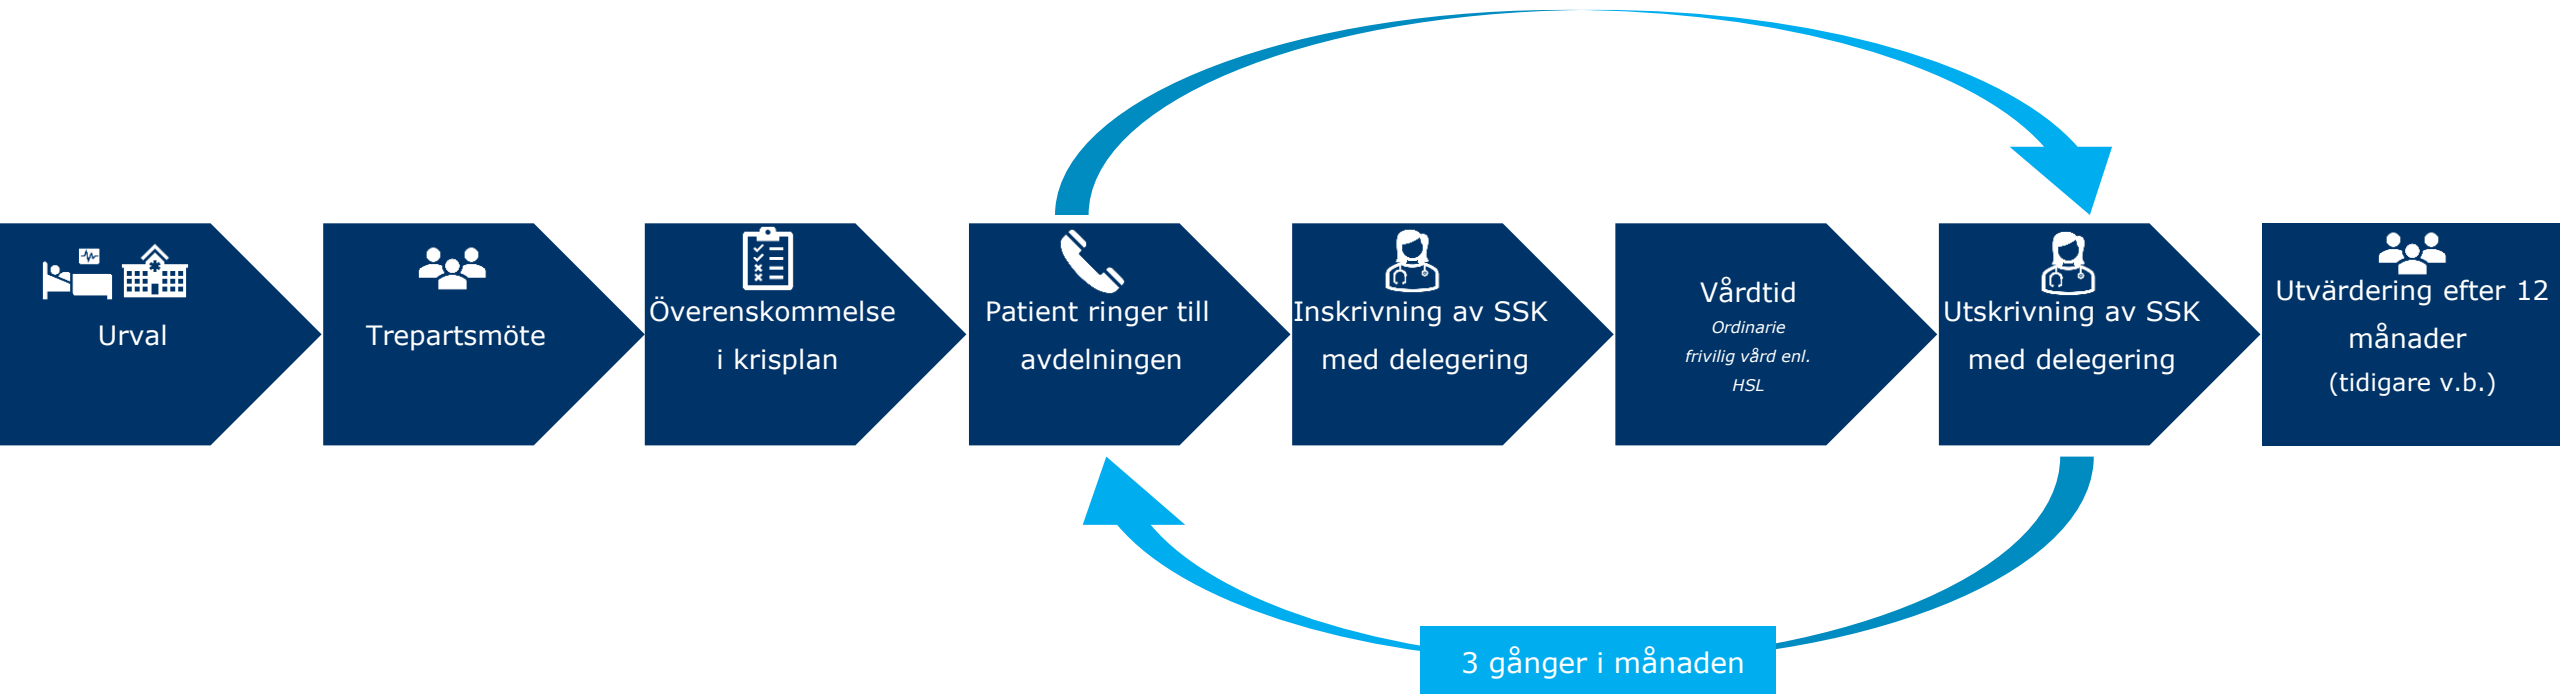 Urval
Trepartsmöte
Överenskommelse
i krisplan
Patient ringer till
avdelningen
Inskrivning av SSK
med delegering
Vårdtid
Ordinarie
frivilig vård enl.
HSL
Utskrivning av SSK
med delegering
Utvärdering efter 12
månader
(tidigare v.b.)
3 gånger i månaden